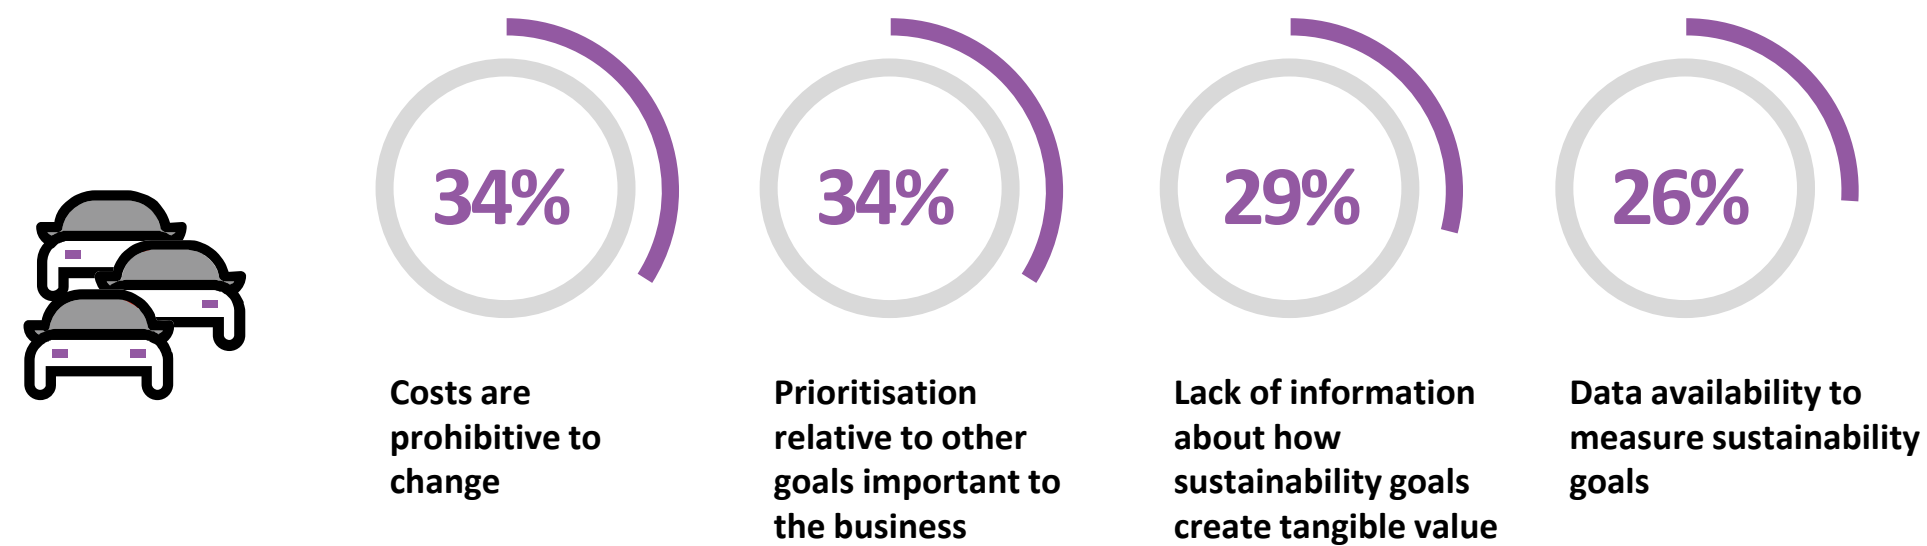 34%
Costs are
prohibitive to
change
34%
Prioritisation
relative to other
goals important to
the business
29%
Lack of information
about how
sustainability goals
create tangible value
26%
Data availability to
measure sustainability
goals